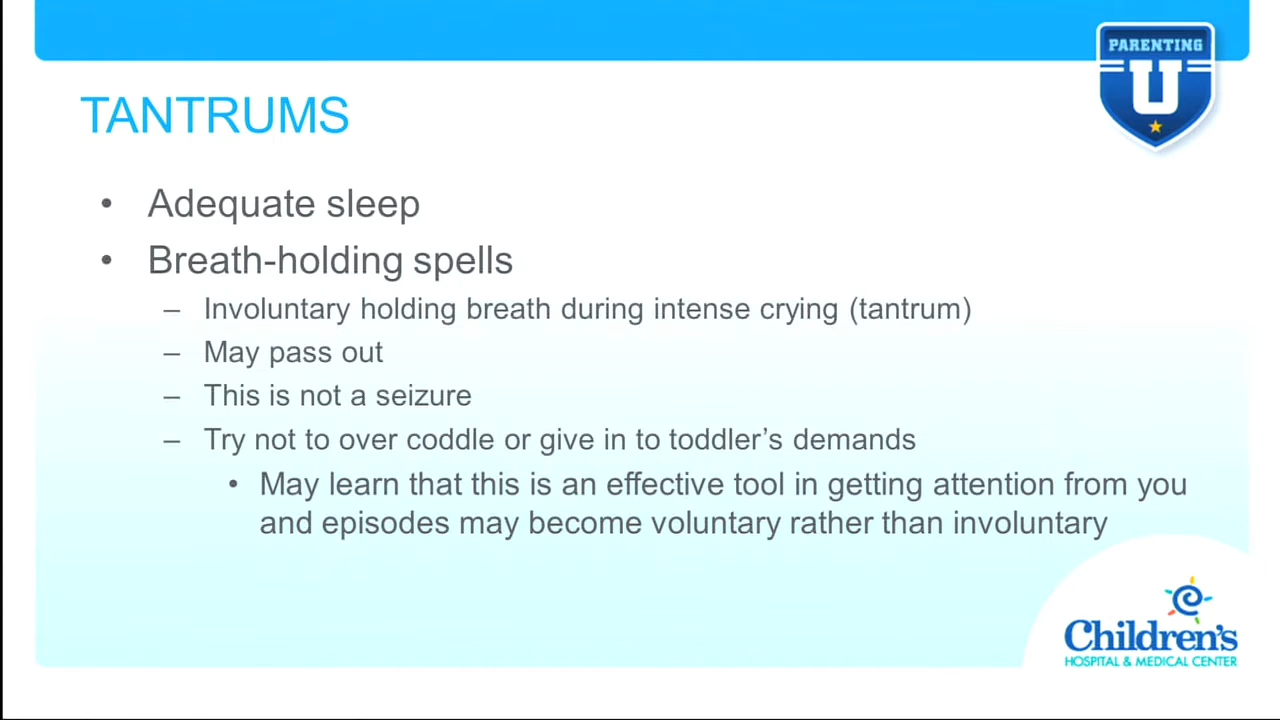 PARENTING
U
TANTRUMS
• Adequate sleep
• Breath-holding spells
– Involuntary holding breath during intense crying (tantrum)
– May pass out
– This is not a seizure
– Try not to over coddle or give in to toddler’s demands
• May learn that this is an effective tool in getting attention from you
and episodes may become voluntary rather than involuntary
Children's
HOSPITAL & MEDICAL CENTER